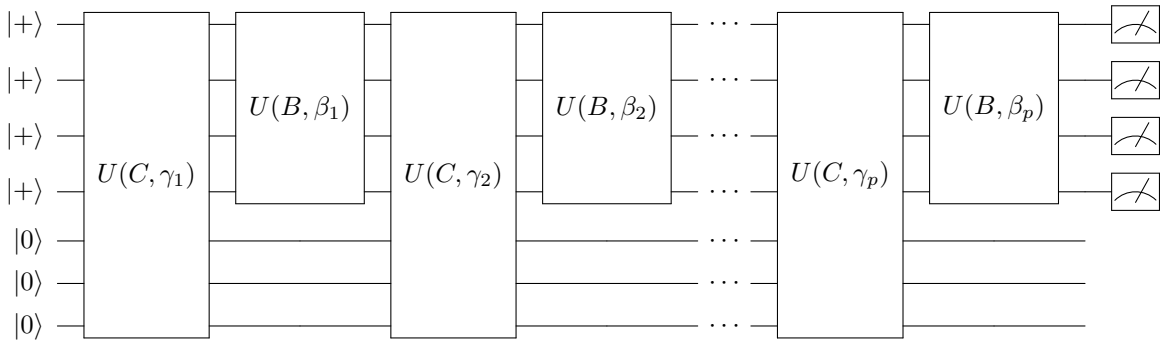 |+⟩ ··· 
|+⟩ U(B, β₁) U(B, β₂) ··· U(B, βₚ)
|+⟩ ···
|+⟩ U(C, γ₁) U(C, γ₂) ··· U(C, γₚ)
|0⟩ ···
|0⟩ ···
|0⟩ ···